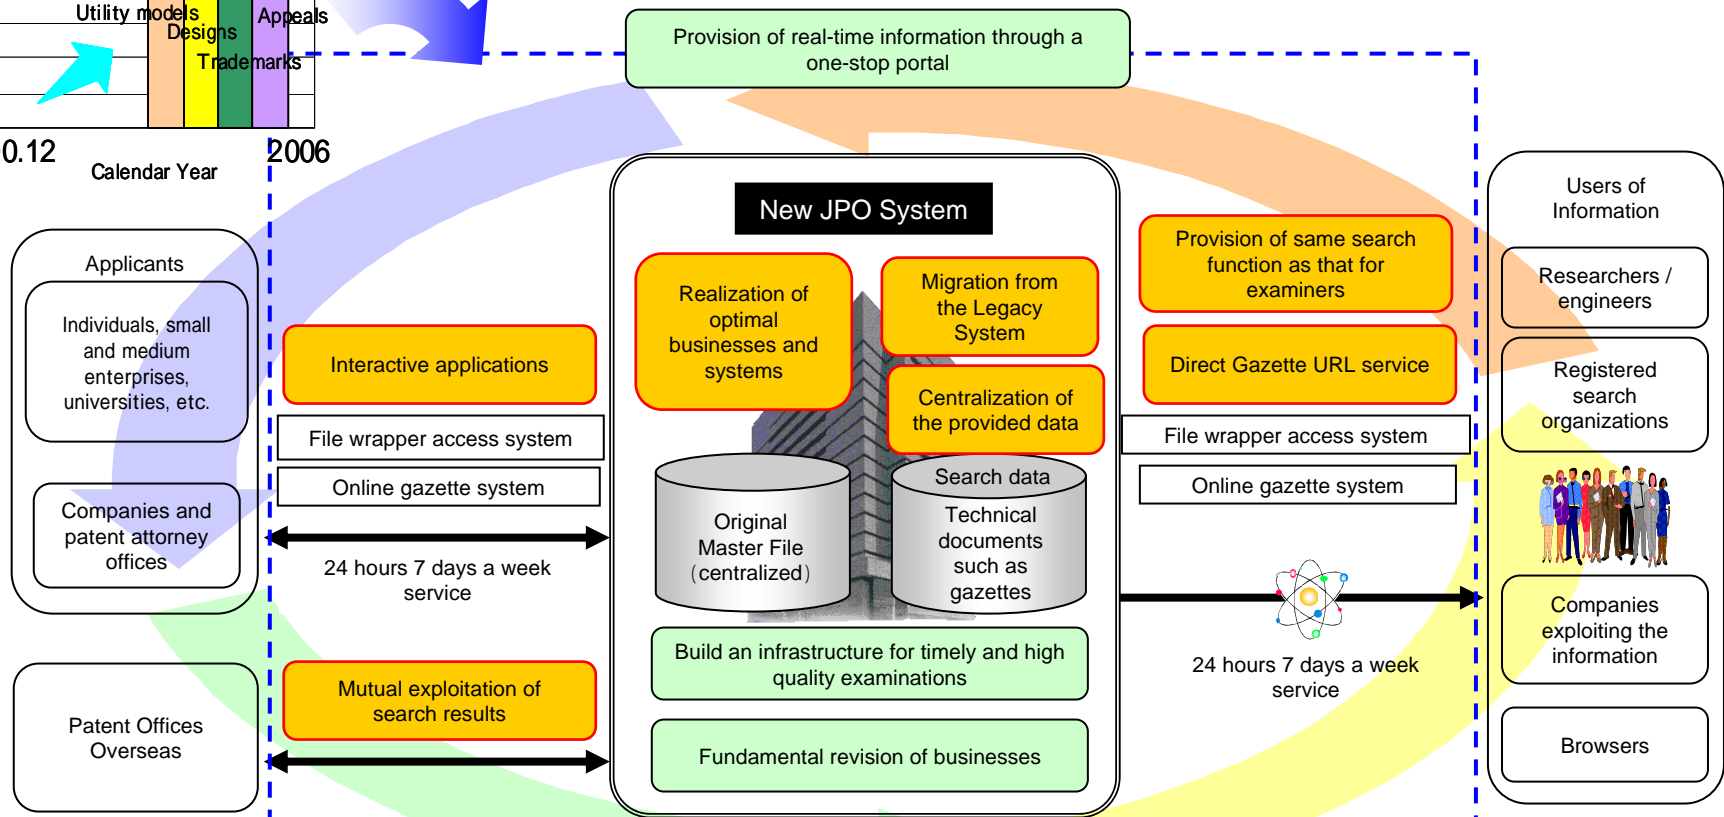 Utility models
Designs
Appeals
Trademarks
0.12
2006
Calendar Year
Provision of real-time information through a
one-stop portal
Applicants
Individuals, small
and medium
enterprises,
universities, etc.
Companies and
patent attorney
offices
Patent Offices
Overseas
Interactive applications
File wrapper access system
Online gazette system
24 hours 7 days a week
service
Mutual exploitation of
search results
New JPO System
Realization of
optimal
businesses and
systems
Migration from
the Legacy
System
Centralization of
the provided data
Original
Master File
(centralized)
Search data
Technical
documents
such as
gazettes
Build an infrastructure for timely and high
quality examinations
Fundamental revision of businesses
Provision of same search
function as that for
examiners
Direct Gazette URL service
File wrapper access system
Online gazette system
24 hours 7 days a week
service
Users of
Information
Researchers /
engineers
Registered
search
organizations
Companies
exploiting the
information
Browsers